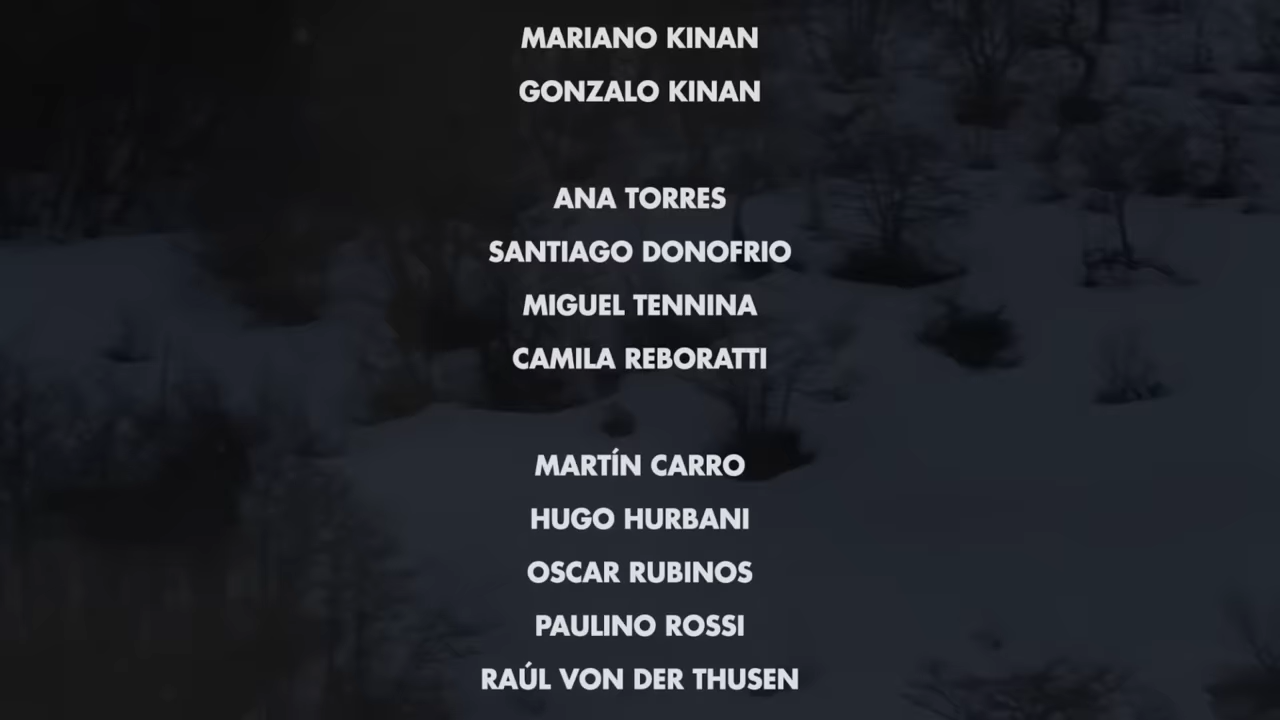 MARIANO KINAN
GONZALO KINAN
ANA TORRES
SANTIAGO DONOFRIO
MIGUEL TENNINA
CAMILA REBORATTI
MARTÍN CARRO
HUGO HURBANI
OSCAR RUBINOS
PAULINO ROSSI
RAÚL VON DER THUSEN